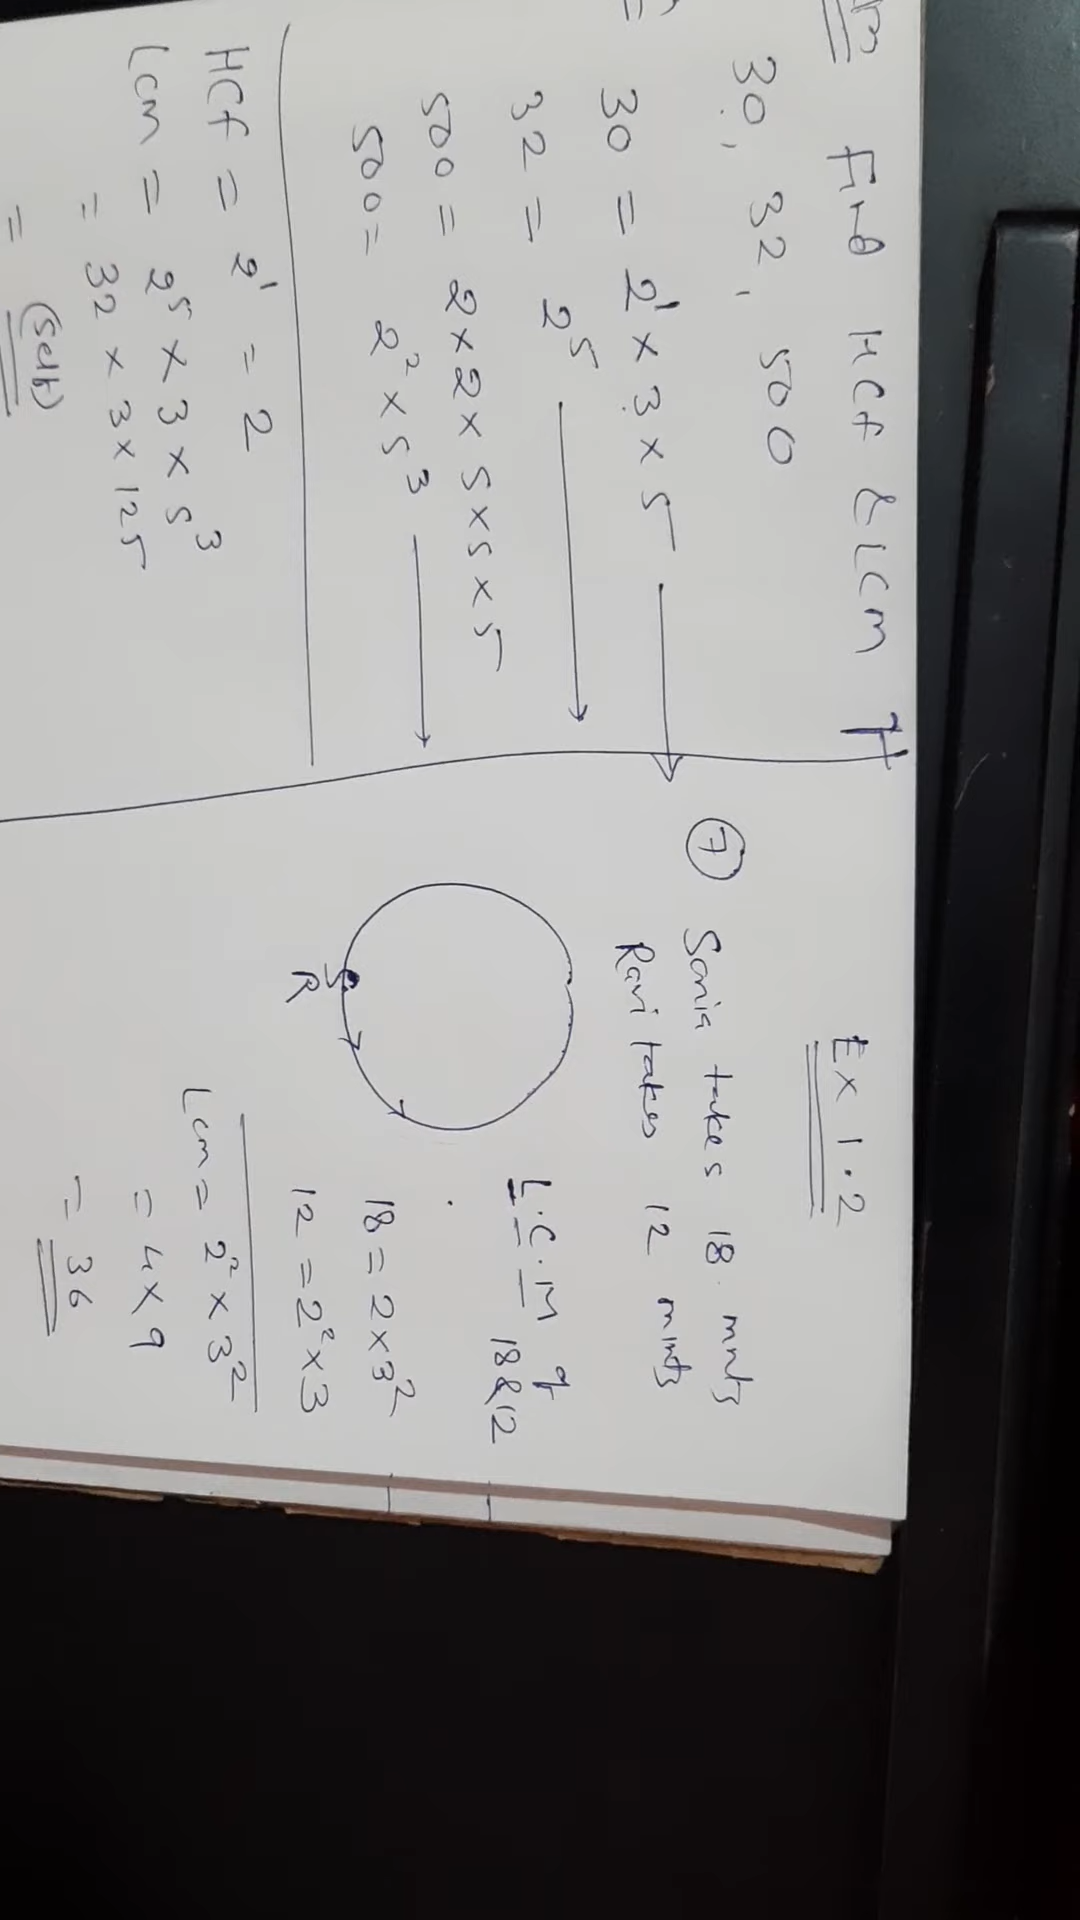 Find HCF & LCM
30, 32, 500
30 = 2¹ × 3 × 5
32 = 2⁵
500 = 2×2× 5×5×5
500 = 2² × 5³
HCF = 2¹ = 2
LCM = 2⁵ × 3 × 5³
= 32 × 3 × 125
=
(Self)
Ex 1.2
⑦ Sonia takes 18 mnts
Ravi takes 12 mnts
S
R
L.C.M of
18 & 12
18 = 2×3²
12 = 2²×3
LCM = 2² × 3²
= 4×9
= 36